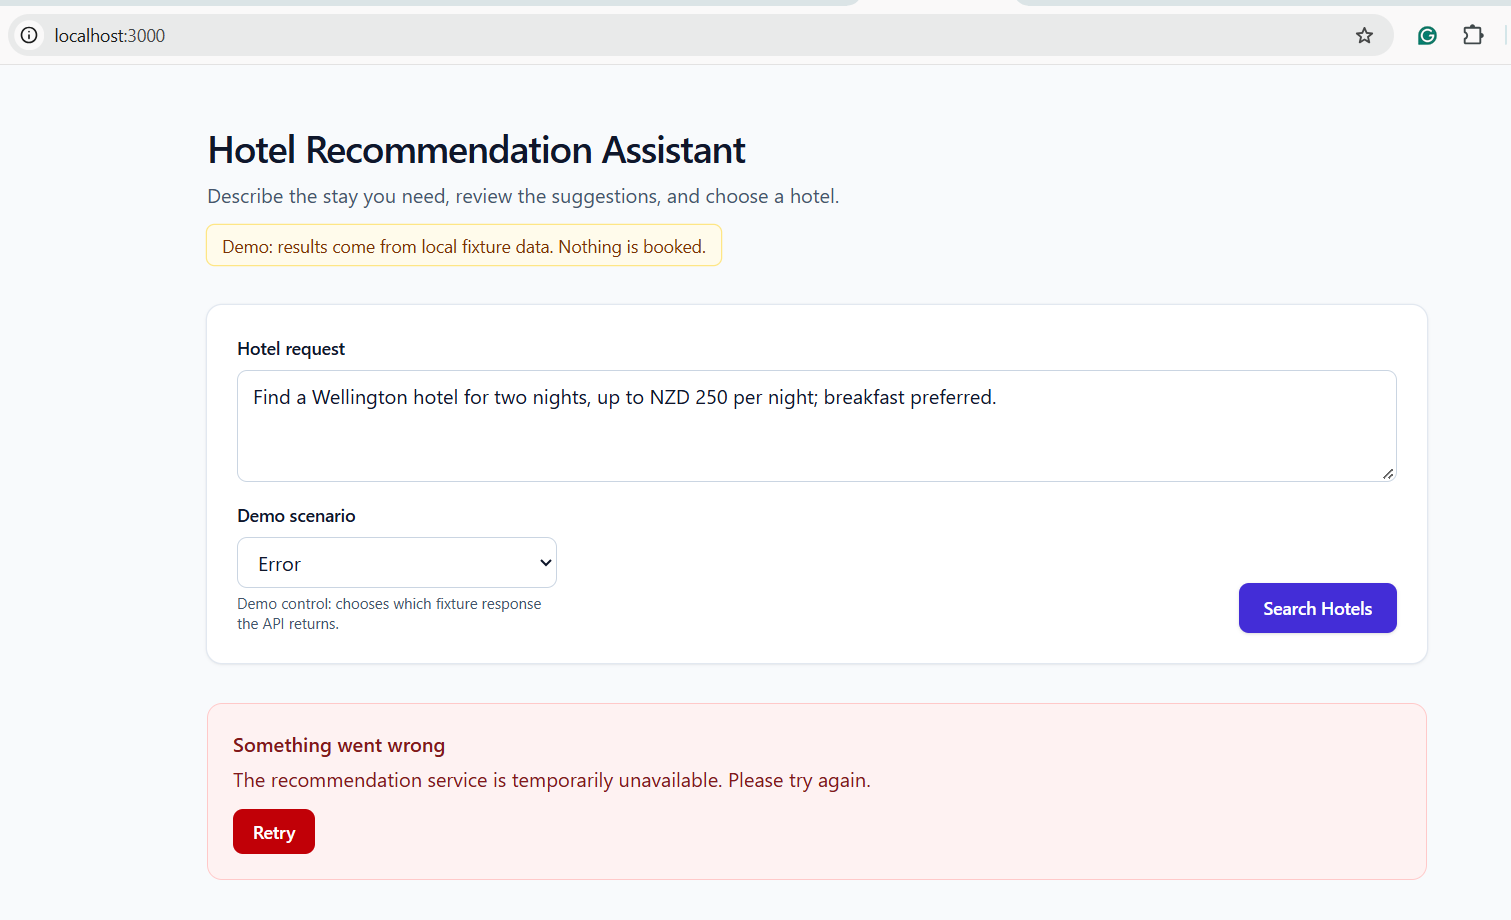 localhost:3000
Hotel Recommendation Assistant
Describe the stay you need, review the suggestions, and choose a hotel.
Demo: results come from local fixture data. Nothing is booked.
Hotel request
Find a Wellington hotel for two nights, up to NZD 250 per night; breakfast preferred.
Demo scenario
Error
Demo control: chooses which fixture response
the API returns.
Search Hotels
Something went wrong
The recommendation service is temporarily unavailable. Please try again.
Retry